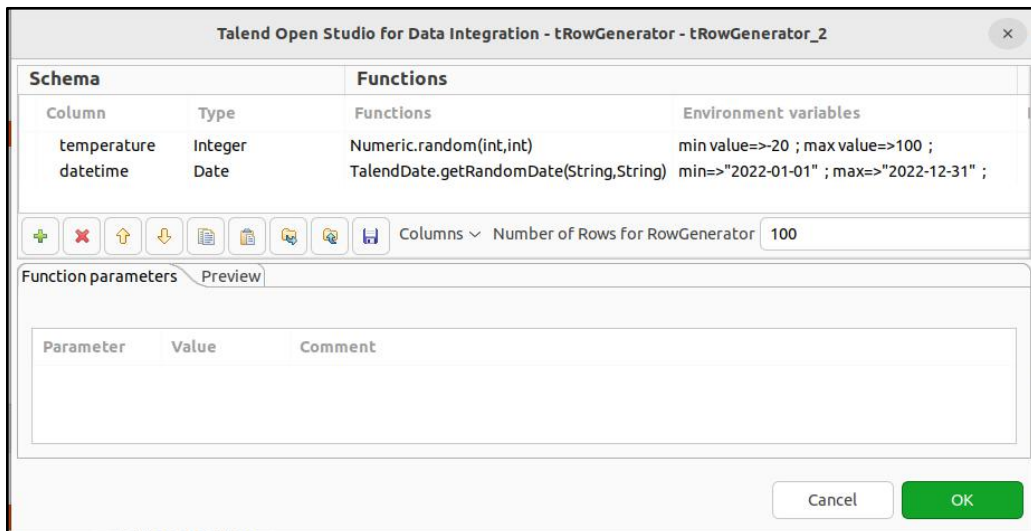 Talend Open Studio for Data Integration - tRowGenerator - tRowGenerator_2
Schema Functions
Column Type Functions Environment variables
temperature Integer Numeric.random(int,int) min value=>-20 ; max value=>100 ;
datetime Date TalendDate.getRandomDate(String,String) min=>"2022-01-01" ; max=>"2022-12-31" ;
Columns Number of Rows for RowGenerator 100
Function parameters Preview
Parameter Value Comment
Cancel OK